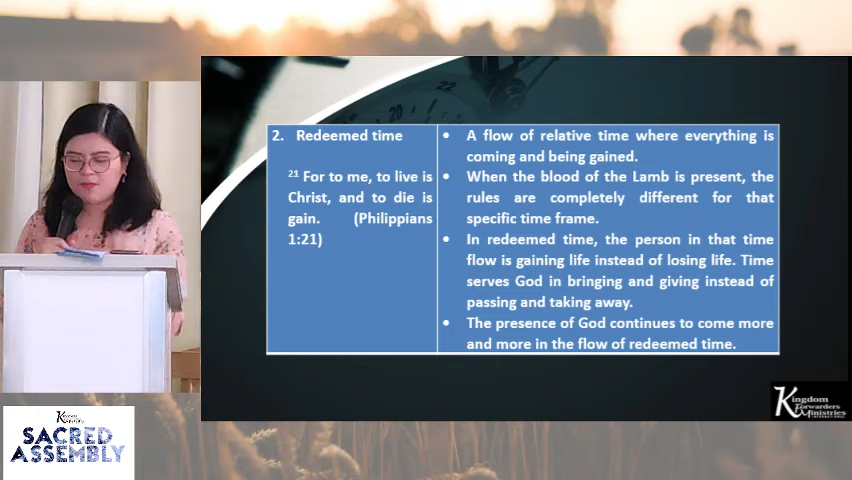 22
20
2. Redeemed time
21 For to me, to live is
Christ, and to die is
gain. (Philippians
1:21)
• A flow of relative time where everything is
coming and being gained.
• When the blood of the Lamb is present, the
rules are completely different for that
specific time frame.
• In redeemed time, the person in that time
flow is gaining life instead of losing life. Time
serves God in bringing and giving instead of
passing and taking away.
• The presence of God continues to come more
and more in the flow of redeemed time.
Kingdom
Forwarders
Ministries
SACRED
ASSEMBLY